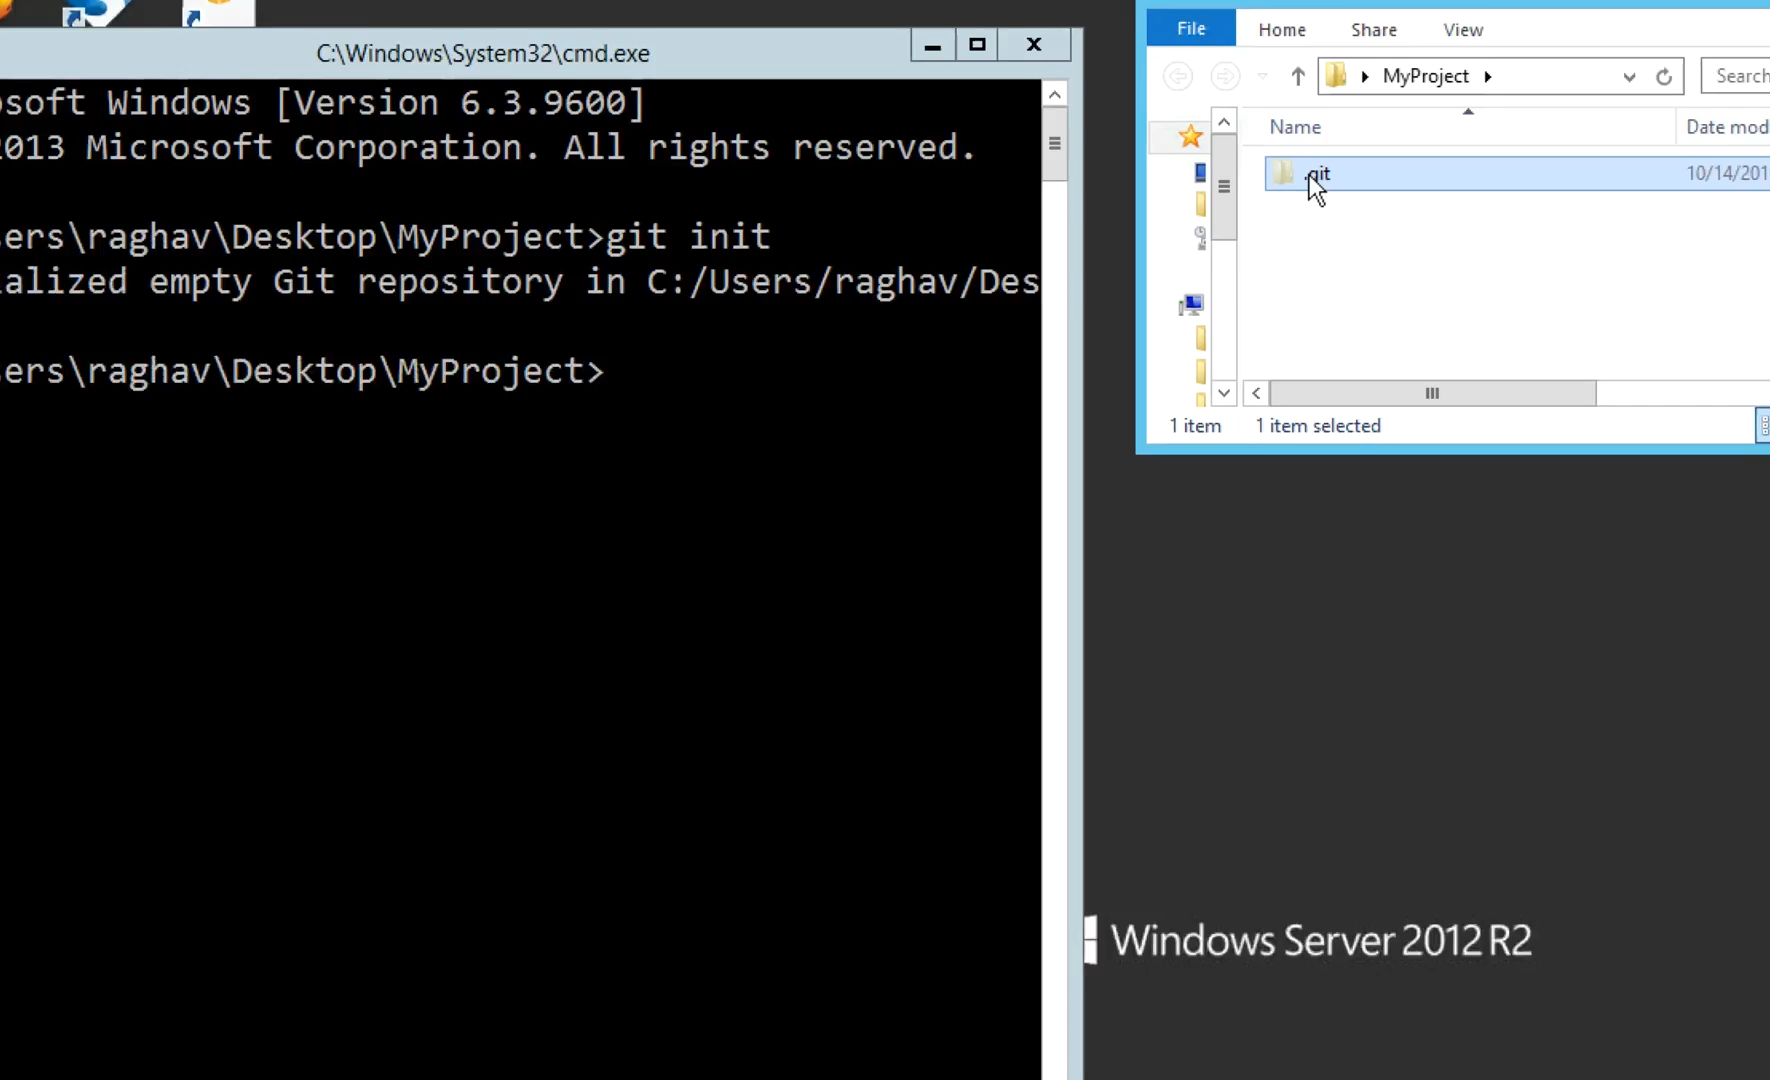 C:\Windows\System32\cmd.exe
osoft Windows [Version 6.3.9600]
2013 Microsoft Corporation. All rights reserved.
ers\raghav\Desktop\MyProject>git init
alized empty Git repository in C:/Users/raghav/Des
ers\raghav\Desktop\MyProject>
File Home Share View
MyProject
Search
Name Date mod
.git 10/14/201
1 item 1 item selected
Windows Server 2012 R2